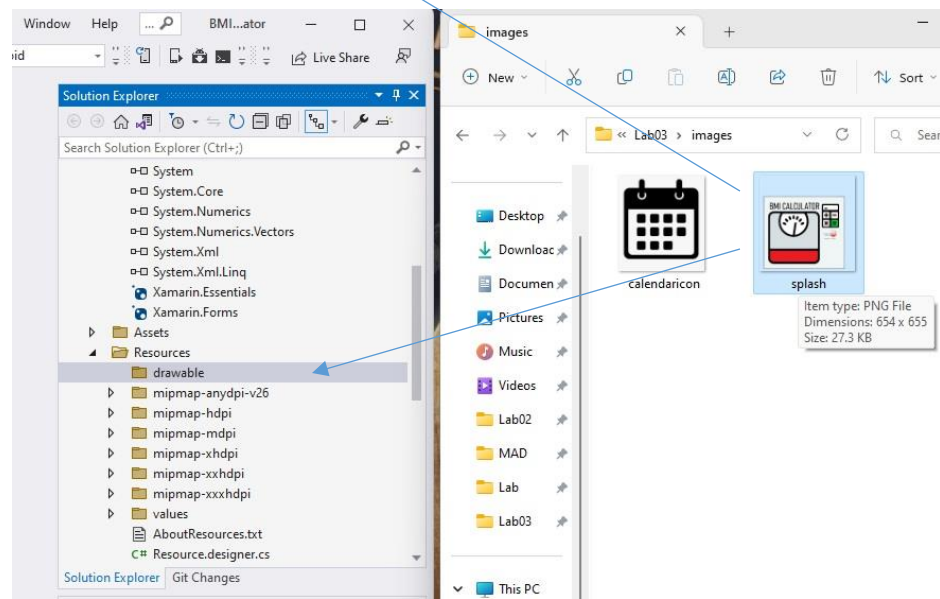 Window Help ... BMI...ator
oid
Live Share
Solution Explorer
Search Solution Explorer (Ctrl+;)
System
System.Core
System.Numerics
System.Numerics.Vectors
System.Xml
System.Xml.Linq
Xamarin.Essentials
Xamarin.Forms
Assets
Resources
drawable
mipmap-anydpi-v26
mipmap-hdpi
mipmap-mdpi
mipmap-xhdpi
mipmap-xxhdpi
mipmap-xxxhdpi
values
AboutResources.txt
C# Resource.designer.cs
Solution Explorer Git Changes
images
New Sort
« Lab03 › images Sear
Desktop
Downloac
Documen
Pictures
Music
Videos
Lab02
MAD
Lab
Lab03
This PC
BMI CALCULATOR
calendaricon splash
Item type: PNG File
Dimensions: 654 x 655
Size: 27.3 KB